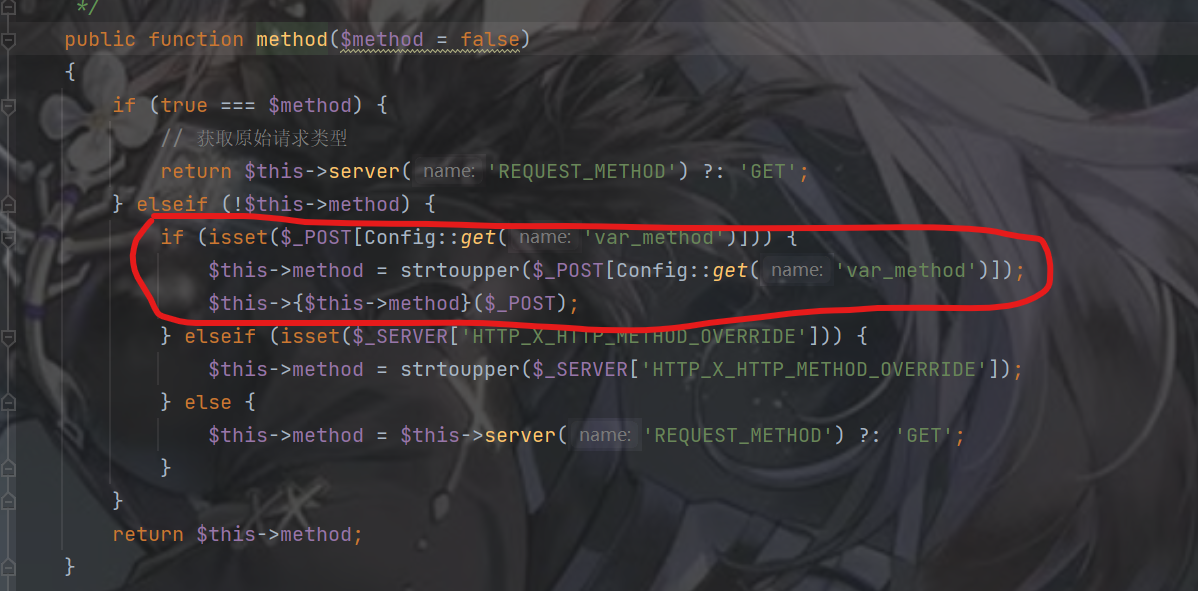 */
public function method($method = false)
{
if (true === $method) {
// 获取原始请求类型
return $this->server( name: 'REQUEST_METHOD') ?: 'GET';
} elseif (!$this->method) {
if (isset($_POST[Config::get( name: 'var_method')])) {
$this->method = strtoupper($_POST[Config::get( name: 'var_method')]);
$this->{$this->method}($_POST);
} elseif (isset($_SERVER['HTTP_X_HTTP_METHOD_OVERRIDE'])) {
$this->method = strtoupper($_SERVER['HTTP_X_HTTP_METHOD_OVERRIDE']);
} else {
$this->method = $this->server( name: 'REQUEST_METHOD') ?: 'GET';
}
}
return $this->method;
}